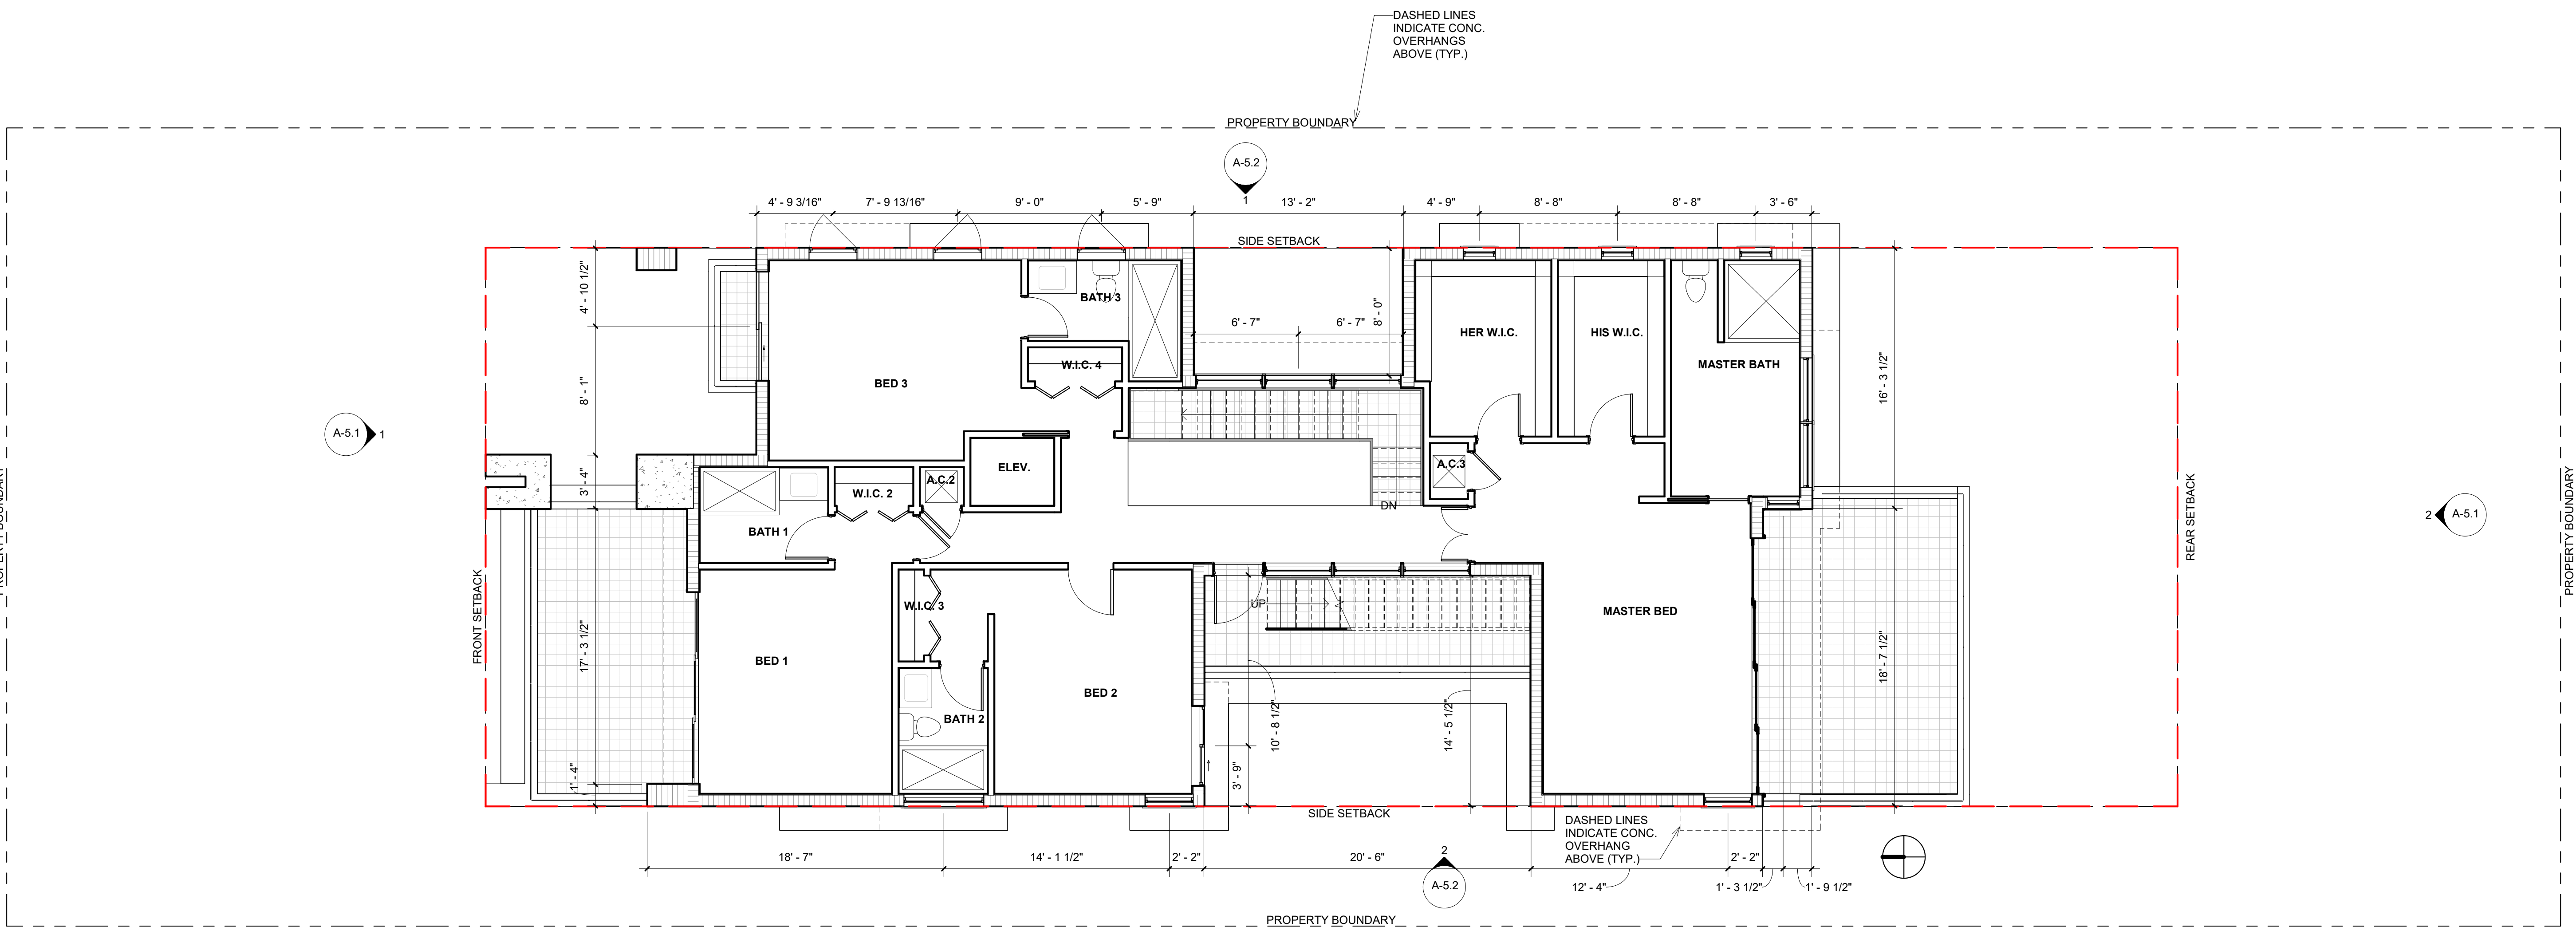 DASHED LINES
INDICATE CONC.
OVERHANGS
ABOVE (TYP.)
PROPERTY BOUNDARY
A-5.2
1
4' - 9 3/16"
7' - 9 13/16"
9' - 0"
5' - 9"
13' - 2"
4' - 9"
8' - 8"
8' - 8"
3' - 6"
SIDE SETBACK
4' - 10 1/2"
8' - 1"
3' - 4"
17' - 3 1/2"
1' - 4"
BATH 3
6' - 7"
6' - 7"
8' - 0"
HER W.I.C.
HIS W.I.C.
MASTER BATH
16' - 3 1/2"
W.I.C. 4
BED 3
A-5.1
1
ELEV.
A.C.3
A.C.2
W.I.C. 2
DN
BATH 1
2
A-5.1
REAR SETBACK
PROPERTY BOUNDARY
PROPERTY BOUNDARY
FRONT SETBACK
W.I.C. 3
UP
MASTER BED
BED 1
BED 2
18' - 7 1/2"
BATH 2
10' - 8 1/2"
14' - 5 1/2"
3' - 9"
SIDE SETBACK
DASHED LINES
INDICATE CONC.
OVERHANG
ABOVE (TYP.)
18' - 7"
14' - 1 1/2"
2' - 2"
20' - 6"
2
A-5.2
2' - 2"
12' - 4"
1' - 3 1/2"
1' - 9 1/2"
PROPERTY BOUNDARY